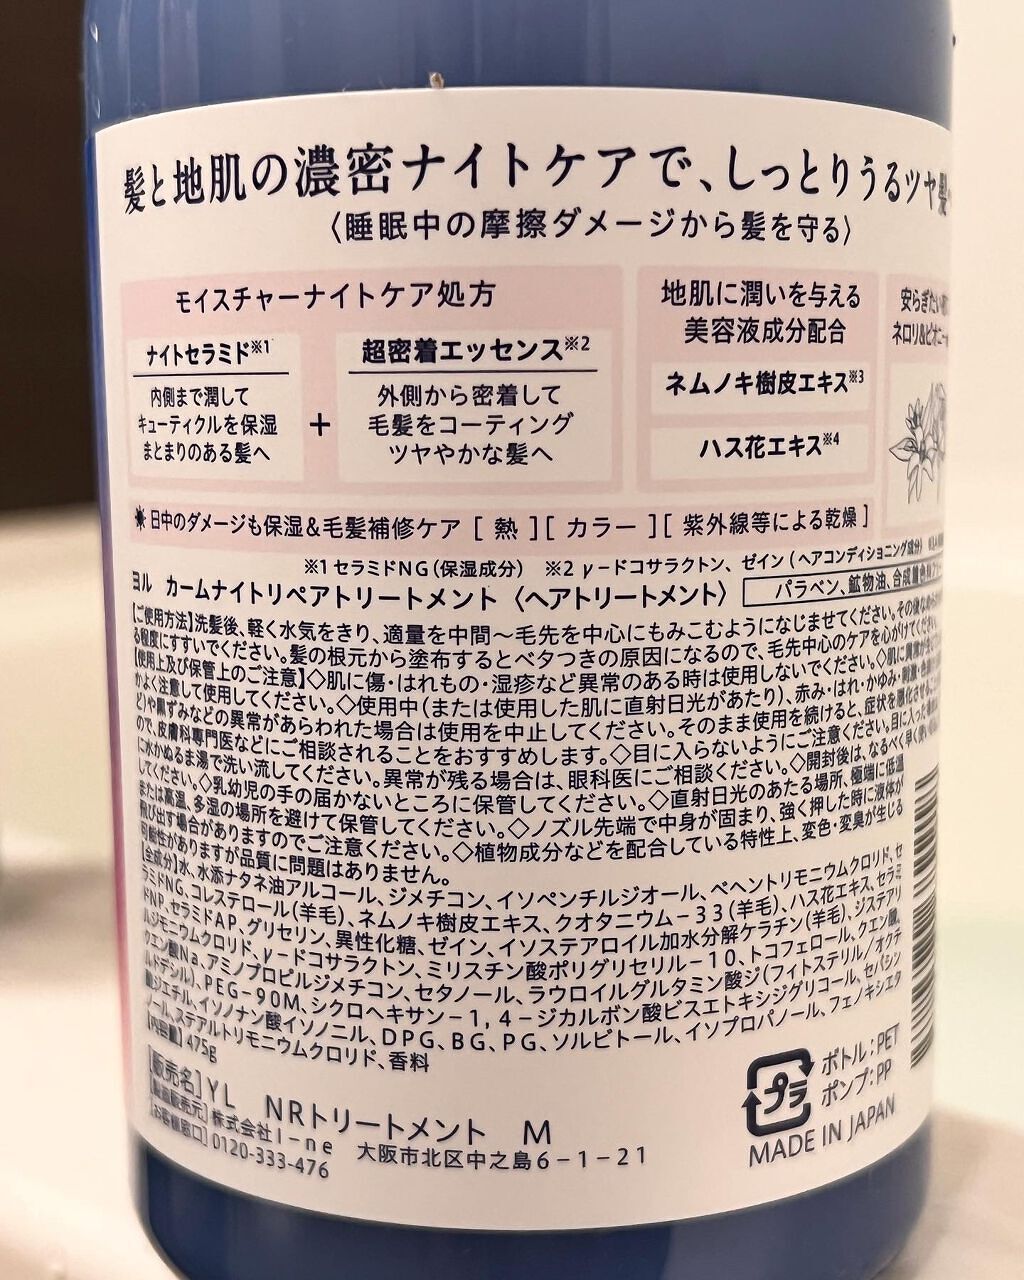 髪と地肌の濃密ナイトケアで、しっとりうるツヤ髪
〈睡眠中の摩擦ダメージから髪を守る〉
モイスチャーナイトケア処方
ナイトセラミド※1
内側まで潤して
キューティクルを保湿
まとまりのある髪へ
+
超密着エッセンス※2
外側から密着して
毛髪をコーティング
ツヤやかな髪へ
地肌に潤いを与える
美容液成分配合
ネムノキ樹皮エキス※3
ハス花エキス※4
安らぎたい
ネロリ&ピオニー
日中のダメージも保湿&毛髪補修ケア [ 熱 ][ カラー ][ 紫外線等による乾燥 ]
※1 セラミドNG(保湿成分) ※2 γ-ドコサラクトン、ゼイン(ヘアコンディショニング成分)
ヨル カームナイトリペアトリートメント〈ヘアトリートメント〉
パラベン、鉱物油、合成着色料
【ご使用方法】洗髪後、軽く水気をきり、適量を中間〜毛先を中心にもみこむようになじませてください。その後
る程度にすすいでください。髪の根元から塗布するとベタつきの原因になるので、毛先中心のケアを心がけてください。
【使用上及び保管上のご注意】◇肌に傷・はれもの・湿疹など異常のある時は使用しないでください。◇肌に異常が
かよく注意して使用してください。◇使用中(または使用した肌に直射日光があたり)、赤み・はれ・かゆみ・刺激・色抜け
ど)や黒ずみなどの異常があらわれた場合は使用を中止してください。そのまま使用を続けると、症状を悪化させる
ので、皮膚科専門医などにご相談されることをおすすめします。◇目に入らないようにご注意ください。目に入った
に水かぬるま湯で洗い流してください。異常が残る場合は、眼科医にご相談ください。◇開封後は、なるべく早く
してください。◇乳幼児の手の届かないところに保管してください。◇直射日光のあたる場所、極端に低温
または高温、多湿の場所を避けて保管してください。◇ノズル先端で中身が固まり、強く押した時に液体が
飛び出す場合がありますのでご注意ください。◇植物成分などを配合している特性上、変色・変臭が生じる
可能性がありますが品質に問題はありません。
【全成分】水、水添ナタネ油アルコール、ジメチコン、イソペンチルジオール、ベヘントリモニウムクロリド、セ
ラミドNG、コレステロール(羊毛)、ネムノキ樹皮エキス、クオタニウム-33(羊毛)、ハス花エキス、セラミ
ドNP、セラミドAP、グリセリン、異性化糖、ゼイン、イソステアロイル加水分解ケラチン(羊毛)、ジステアリ
ルジモニウムクロリド、γ-ドコサラクトン、ミリスチン酸ポリグリセリル-10、トコフェロール、クエン酸、
クエン酸Na、アミノプロピルジメチコン、セタノール、ラウロイルグルタミン酸ジ(フィトステリル/オクチ
ルドデシル)、PEG-90M、シクロヘキサン-1,4-ジカルボン酸ビスエトキシジグリコール、セバシン
酸ジエチル、イソノナン酸イソノニル、DPG、BG、PG、ソルビトール、イソプロパノール、フェノキシエタ
ノール、ステアルトリモニウムクロリド、香料
【内容量】475g
【販売名】YL NRトリートメント M
【製造販売元】株式会社I-ne 大阪市北区中之島6-1-21
【お客様窓口】0120-333-476
プラ
ボトル:PET
ポンプ:PP
MADE IN JAPAN